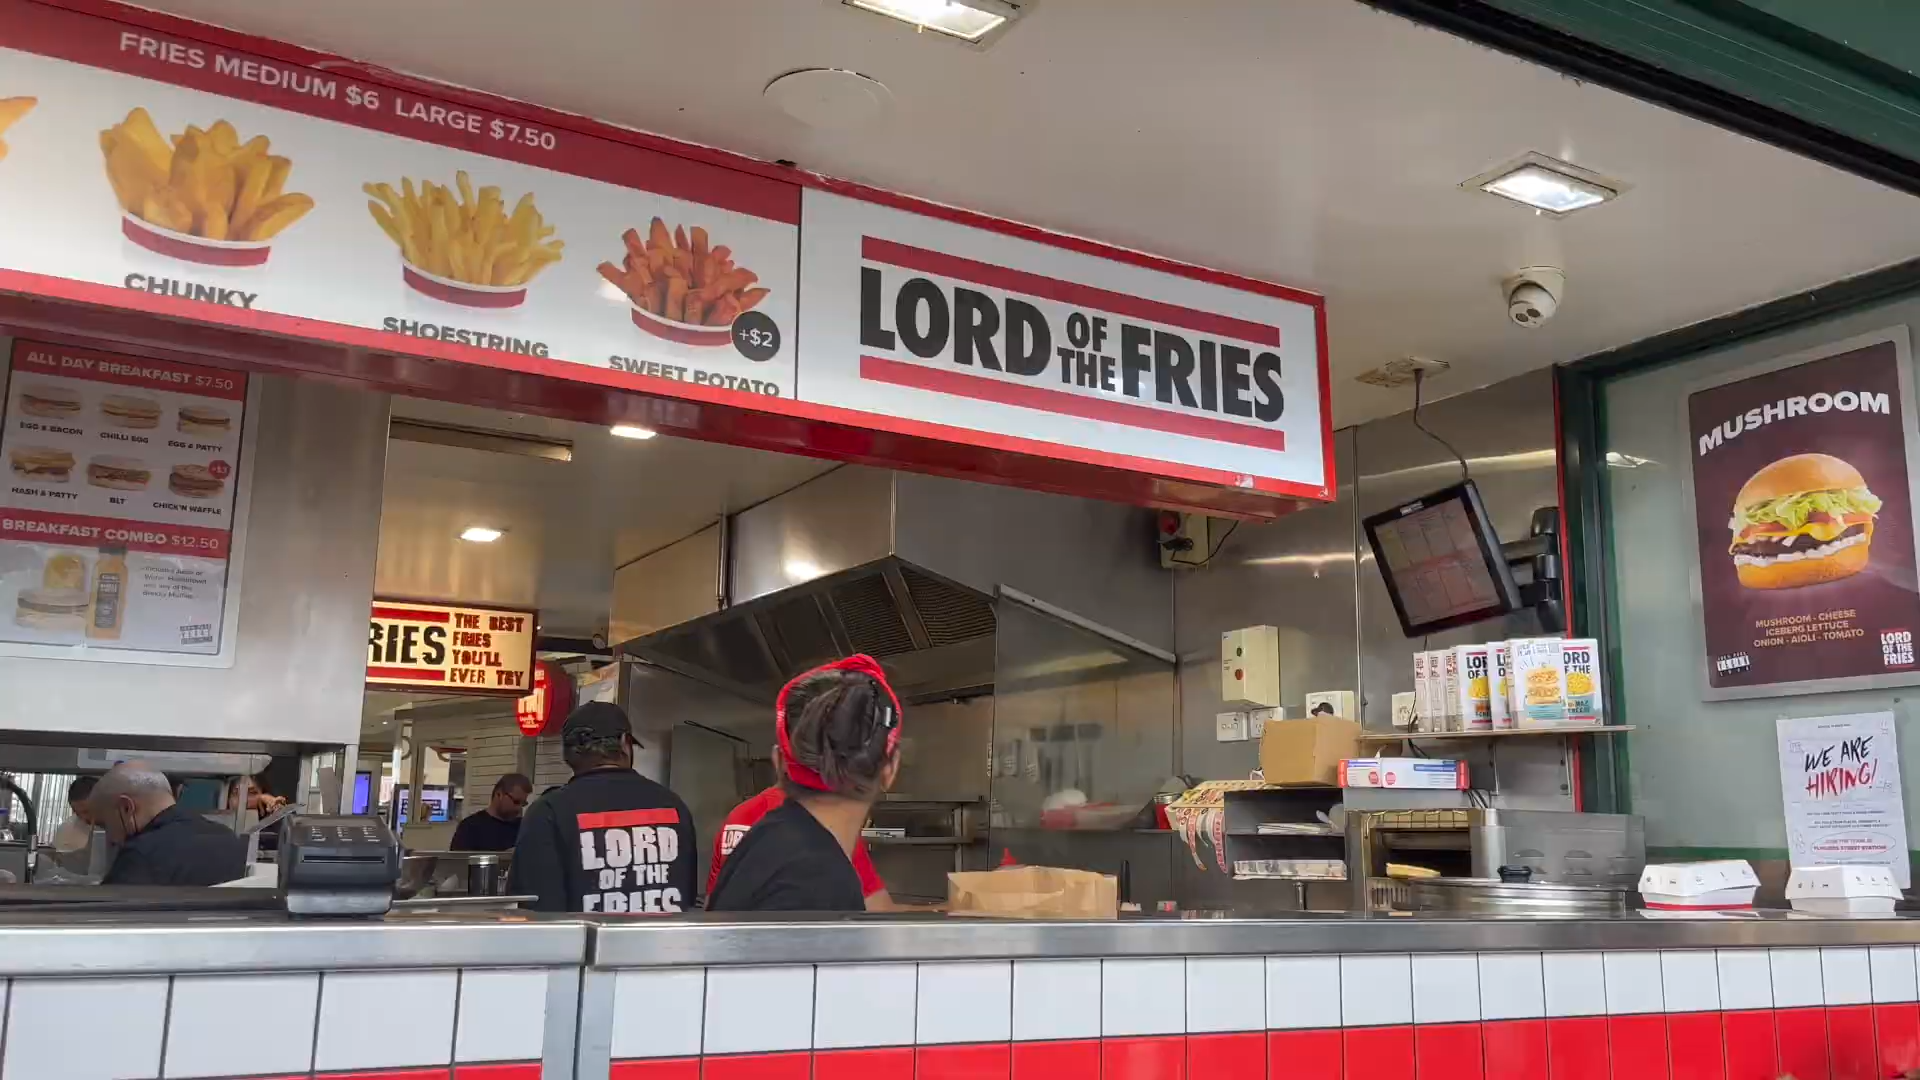 FRIES MEDIUM $6 LARGE $7.50
CHUNKY
SHOESTRING
SWEET POTATO
+$2
LORD OF THE FRIES
ALL DAY BREAKFAST $7.50
EGG & BACON
CHILLI EGG
EGG & PATTY
HASH & PATTY
BLT
CHICK'N WAFFLE
BREAKFAST COMBO $12.50
RIES
THE BEST
FRIES
YOU'LL
EVER TRY
LORD
OF THE
FRIES
MUSHROOM
MUSHROOM - CHEESE
ICEBERG LETTUCE
ONION - AIOLI - TOMATO
LORD
OF THE
FRIES
WE ARE
HIRING!
FLINDERS STREET STATION